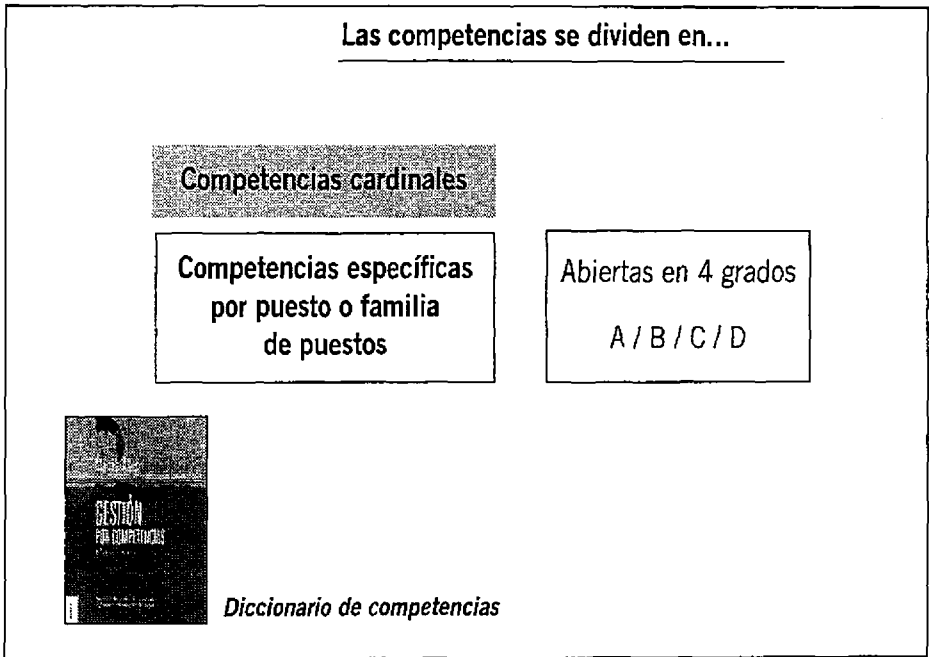 Las competencias se dividen en...
Competencias cardinales
Competencias específicas
por puesto o familia
de puestos
Abiertas en 4 grados
A / B / C / D
GESTIÓN
POR COMPETENCIAS
Diccionario de competencias